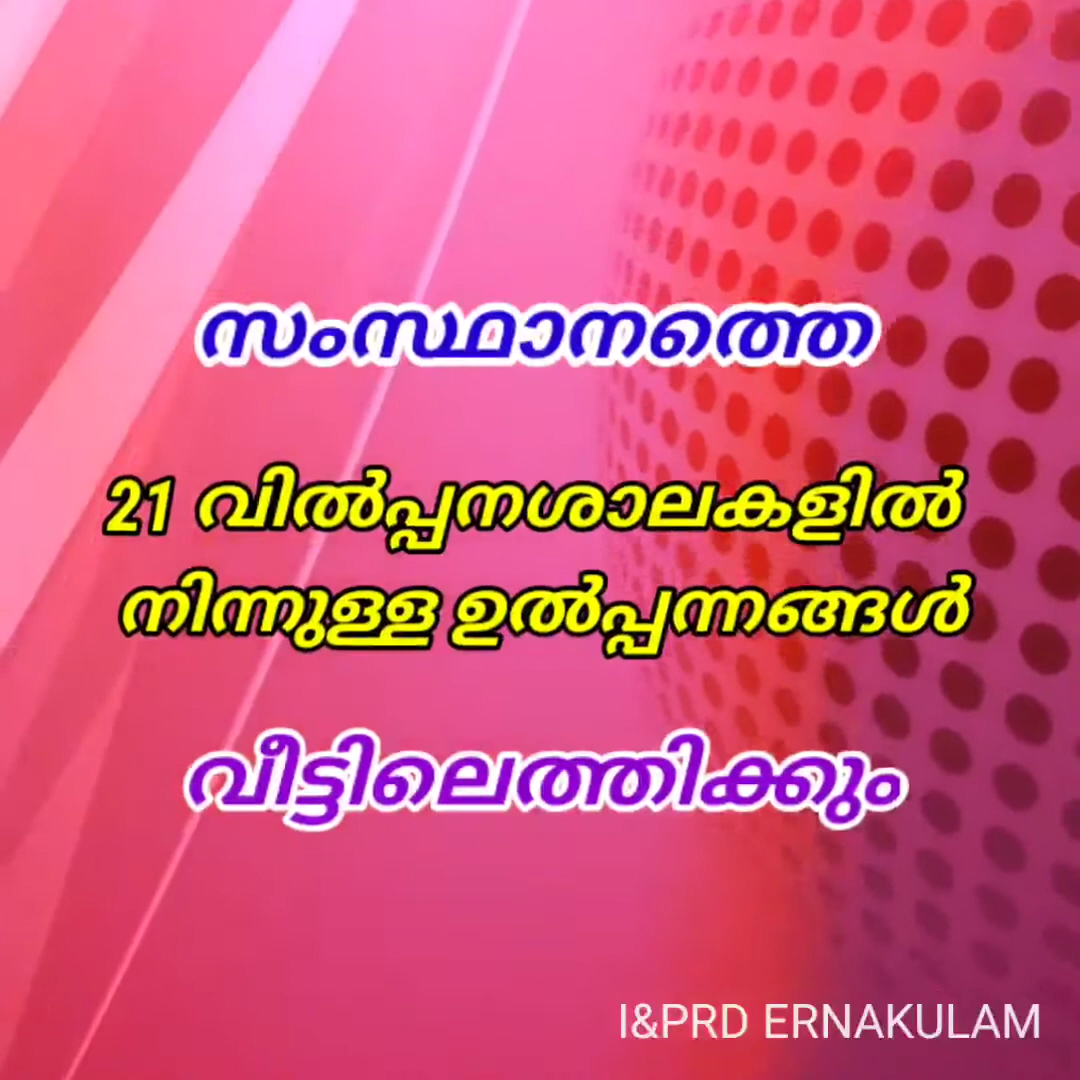 സംസ്ഥാനത്തെ
21 വിൽപ്പനശാലകളിൽ
നിന്നുള്ള ഉൽപ്പന്നങ്ങൾ
വീട്ടിലെത്തിക്കും
I&PRD ERNAKULAM